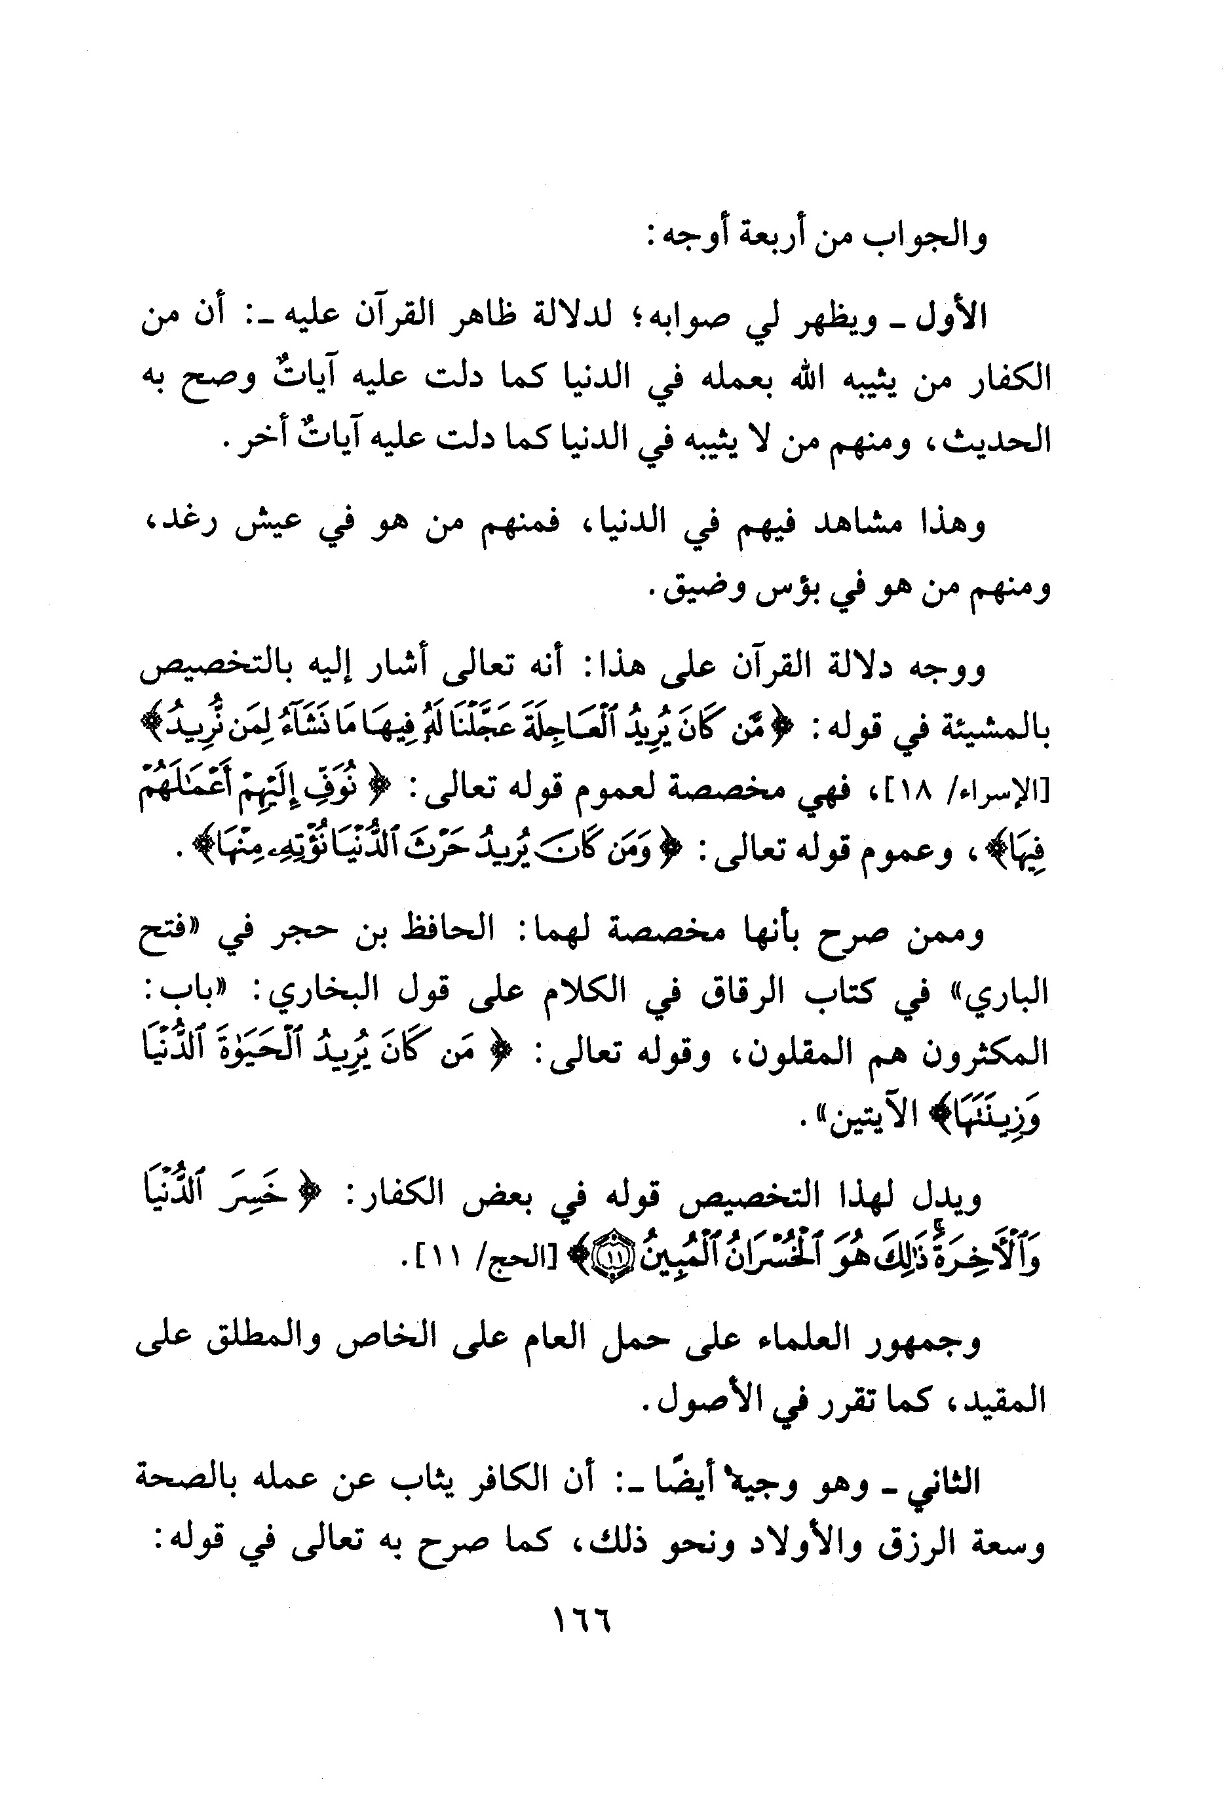 والجواب من أربعة أوجه:
الأول ـ ويظهر لي صوابه؛ لدلالة ظاهر القرآن عليه ـ: أن من
الكفار من يثيبه الله بعمله في الدنيا كما دلت عليه آياتٌ وصح به
الحديث، ومنهم من لا يثيبه في الدنيا كما دلت عليه آياتٌ أخر.
وهذا مشاهد فيهم في الدنيا، فمنهم من هو في عيش رغد،
ومنهم من هو في بؤس وضيق.
ووجه دلالة القرآن على هذا: أنه تعالى أشار إليه بالتخصيص
بالمشيئة في قوله: ﴿مَّن كَانَ يُرِيدُ ٱلْعَاجِلَةَ عَجَّلْنَا لَهُۥ فِيهَا مَا نَشَآءُ لِمَن نُّرِيدُ﴾
[الإسراء/ ١٨]، فهي مخصصة لعموم قوله تعالى: ﴿نُوَفِّ إِلَيْهِمْ أَعْمَٰلَهُمْ
فِيهَا﴾، وعموم قوله تعالى: ﴿وَمَن كَانَ يُرِيدُ حَرْثَ ٱلدُّنْيَا نُؤْتِهِۦ مِنْهَا﴾.
وممن صرح بأنها مخصصة لهما: الحافظ بن حجر في «فتح
الباري» في كتاب الرقاق في الكلام على قول البخاري: «باب:
المكثرون هم المقلون، وقوله تعالى: ﴿مَن كَانَ يُرِيدُ ٱلْحَيَوٰةَ ٱلدُّنْيَا
وَزِينَتَهَا﴾ الآيتين».
ويدل لهذا التخصيص قوله في بعض الكفار: ﴿خَسِرَ ٱلدُّنْيَا
وَٱلْأَخِرَةَ ۚ ذَٰلِكَ هُوَ ٱلْخُسْرَانُ ٱلْمُبِينُ ١١﴾ [الحج/ ١١].
وجمهور العلماء على حمل العام على الخاص والمطلق على
المقيد، كما تقرر في الأصول.
الثاني ـ وهو وجيهٌ أيضًا ـ: أن الكافر يثاب عن عمله بالصحة
وسعة الرزق والأولاد ونحو ذلك، كما صرح به تعالى في قوله:
١٦٦